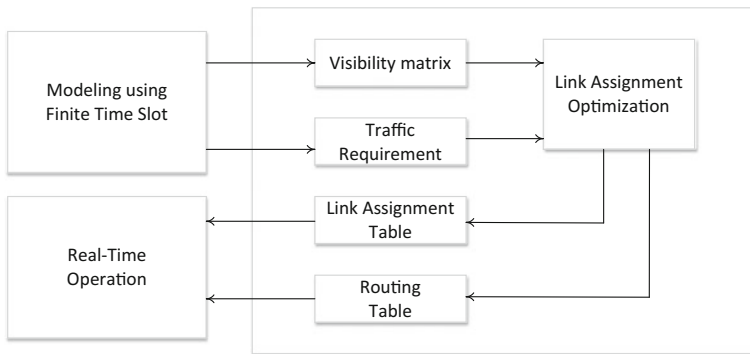 Modeling using
Finite Time Slot
Visibility matrix
Link Assignment
Optimization
Traffic
Requirement
Link Assignment
Table
Real-Time
Operation
Routing
Table